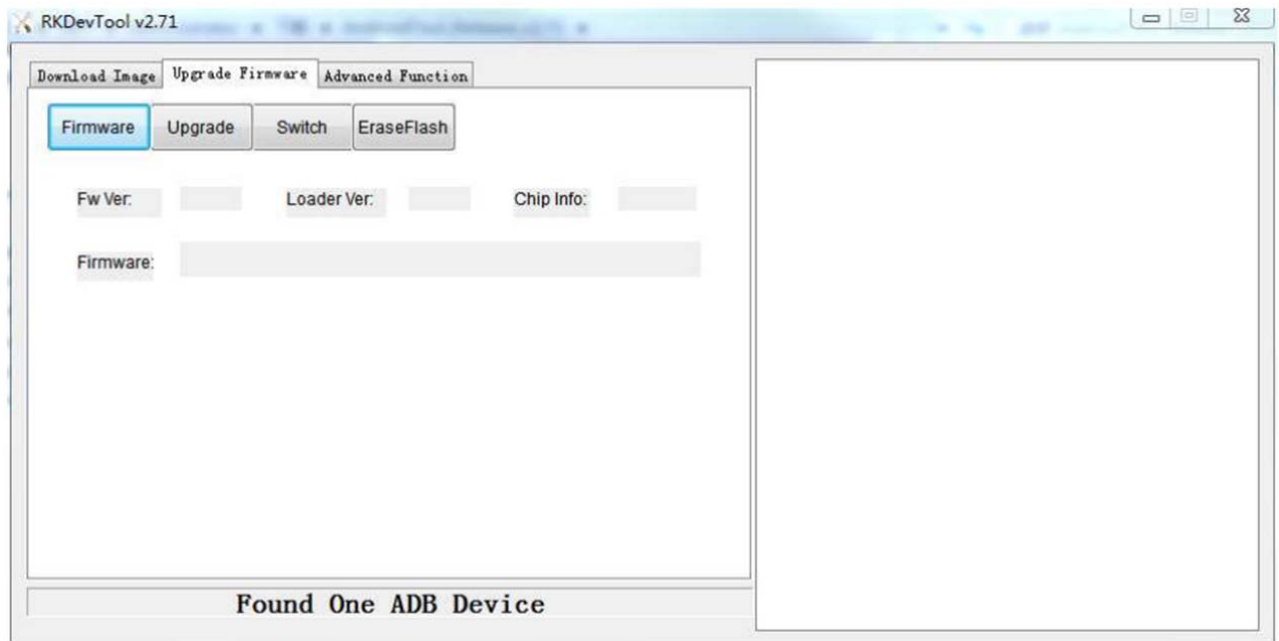 RKDevTool v2.71
Download Image Upgrade Firmware Advanced Function
Firmware Upgrade Switch EraseFlash
Fw Ver: Loader Ver: Chip Info:
Firmware:
Found One ADB Device